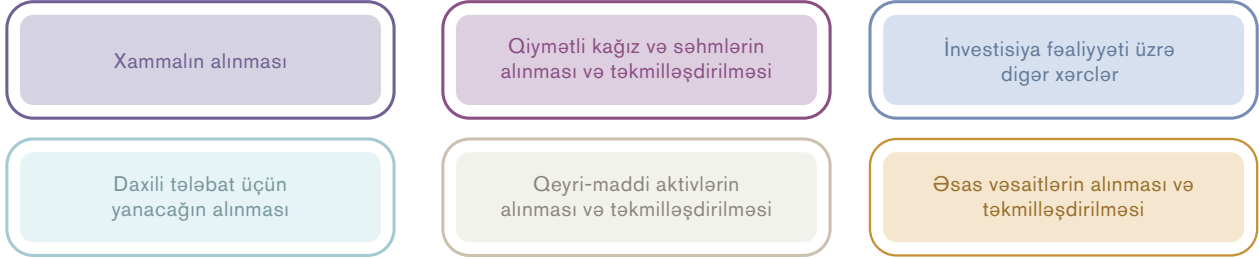 Xammalın alınması
Qiymətli kağız və səhmlərin
alınması və təkmilləşdirilməsi
İnvestisiya fəaliyyəti üzrə
digər xərclər
Daxili tələbat üçün
yanacağın alınması
Qeyri-maddi aktivlərin
alınması və təkmilləşdirilməsi
Əsas vəsaitlərin alınması və
təkmilləşdirilməsi